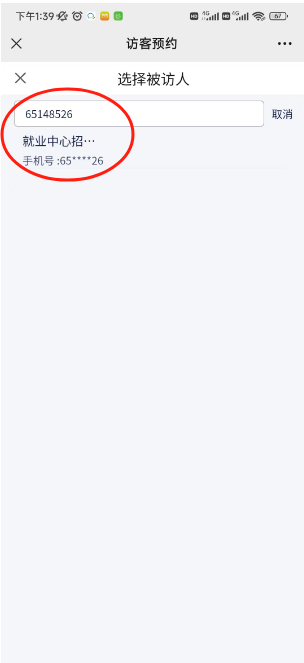 下午1:39
67
访客预约
选择被访人
65148526 取消
就业中心招…
手机号 :65****26